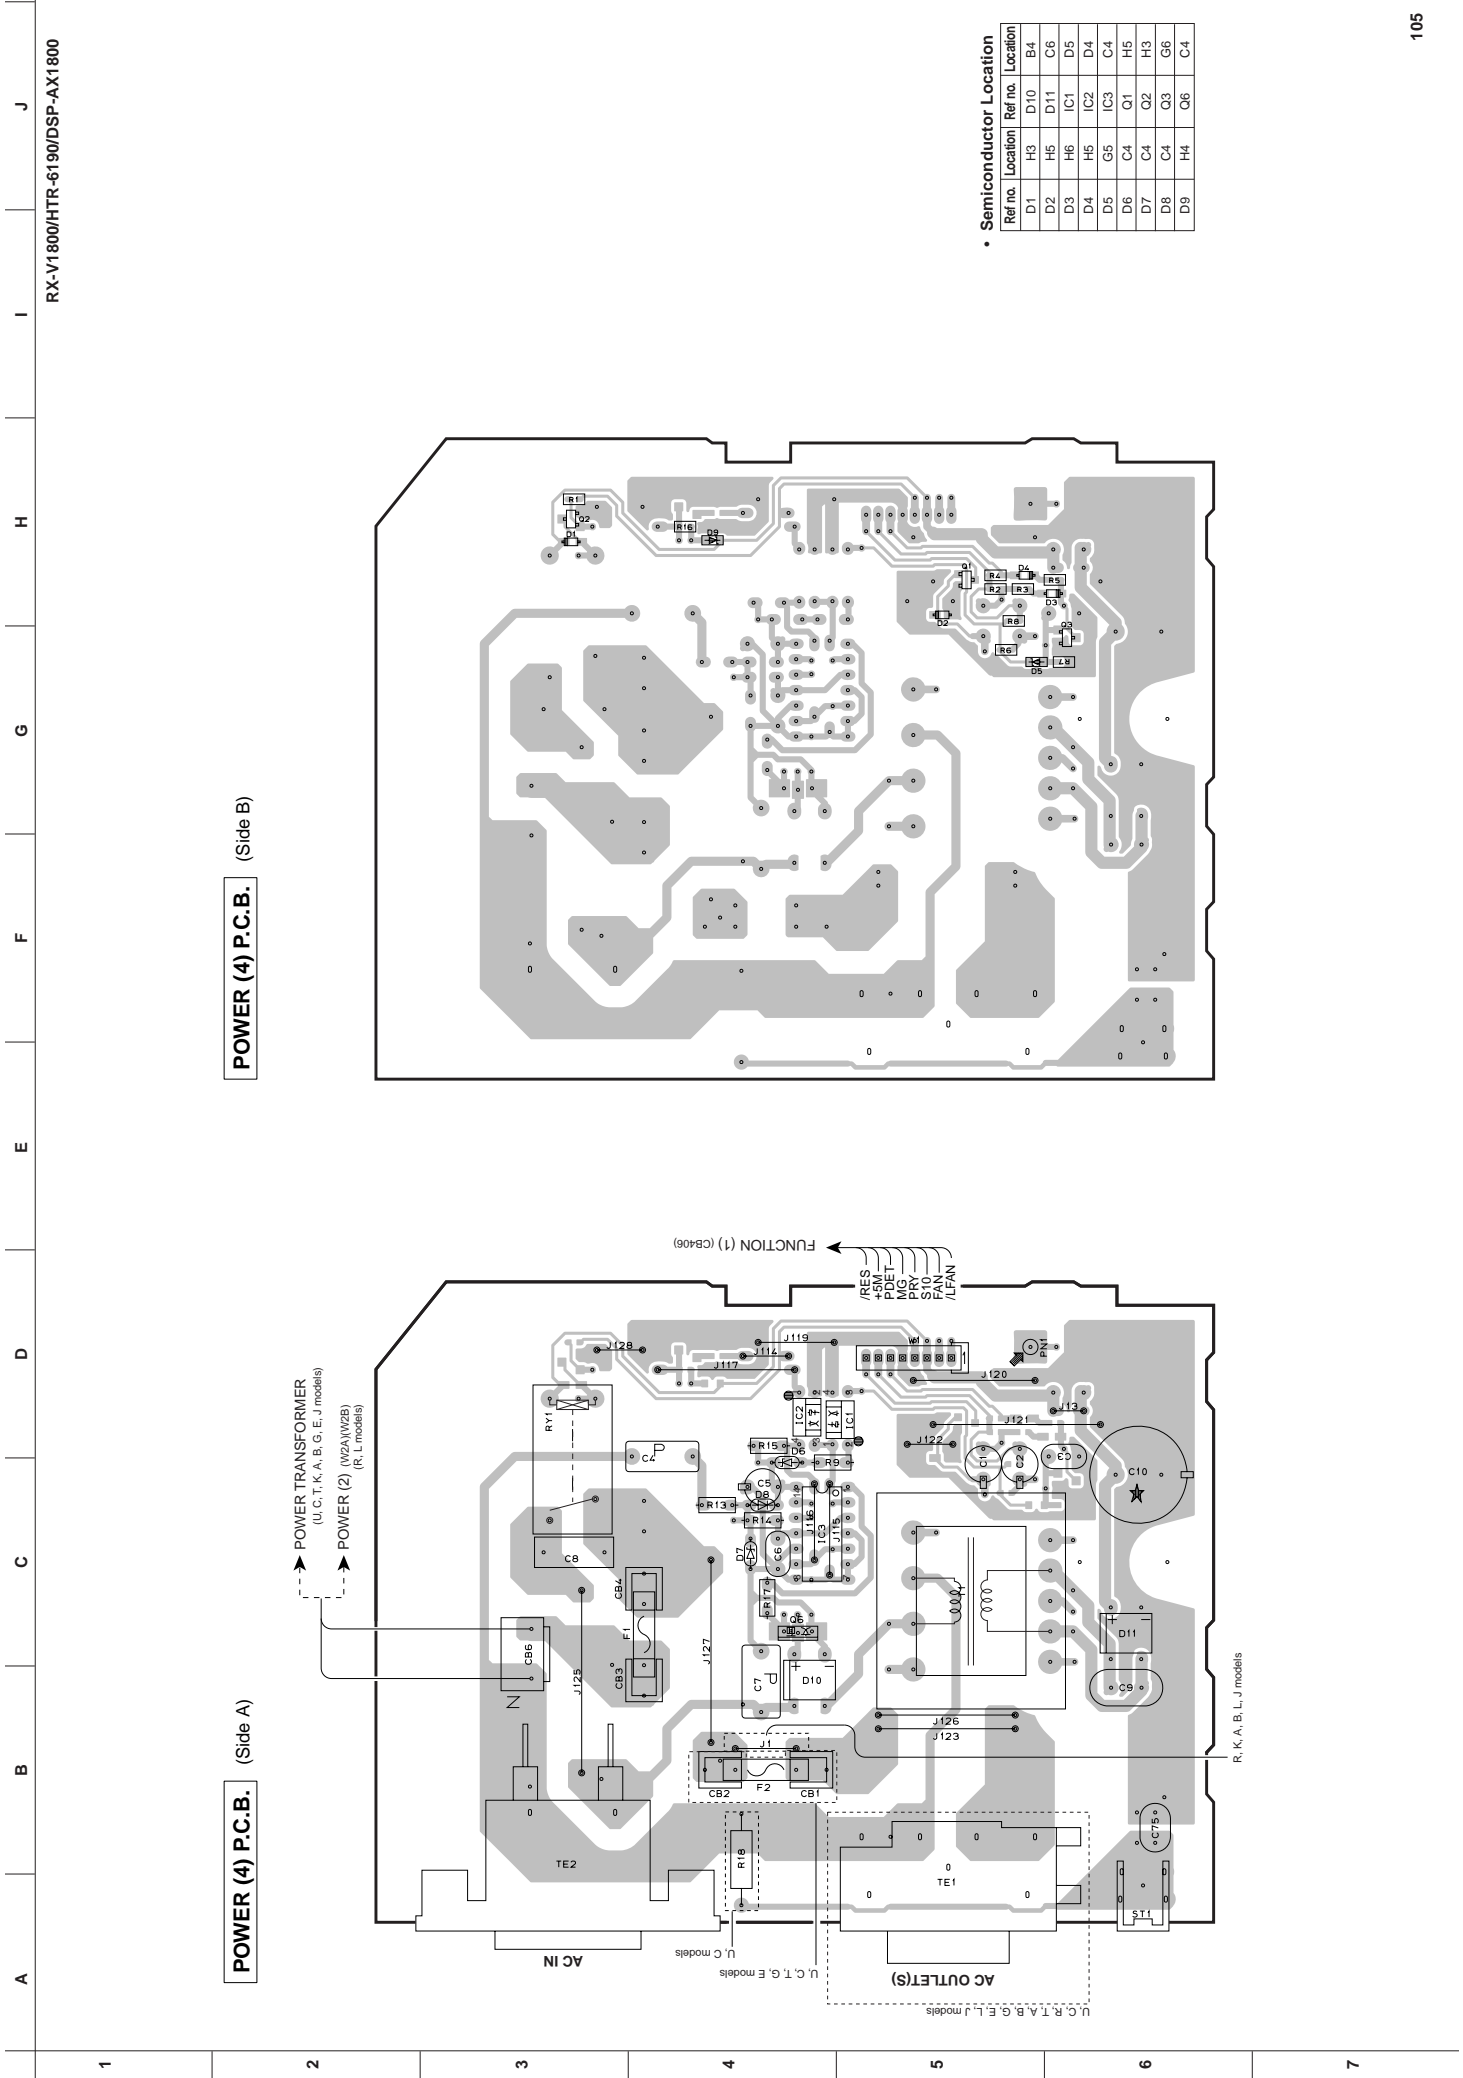 RX-V1800/HTR-6190/DSP-AX1800
A
B
C
D
E
F
G
H
I
J
1
2
3
4
5
6
7
POWER (4) P.C.B. (Side A)
POWER TRANSFORMER
(U, C, T, K, A, B, G, E, J models)
POWER (2) (W2A)(W2B)
(R, L models)
FUNCTION (1) (CB406)
/RES
+5M
PDET
MG
PRY
S10
FAN
/LFAN
AC IN
AC OUTLET(S)
U, C models
U, C, T, G, E models
U, C, R, T, A, B, G, E, L, J models
R, K, A, B, L, J models
TE2
N
CB6
J125
C8
RY1
J128
CB3
F1
CB4
C4
P
J127
J117
J114
J119
R13
R14
R15
D6
D8
C5
D7
C6
R17
Q6
C7
P
D10
+
−
IC2
IC1
R9
J116
IC3
J115
W1
J120
J122
J121
J13
PN1
C1
C2
C3
C10
T1
D11
+
−
C9
J126
J123
J1
CB2
F2
CB1
R18
TE1
C75
ST1
POWER (4) P.C.B. (Side B)
R1
Q2
D1
R16
D9
Q1
R4
D4
R5
R2
R3
D3
D2
R8
Q3
R6
D5
R7
• Semiconductor Location
Ref no. Location Ref no. Location
D1 H3 D10 B4
D2 H5 D11 C6
D3 H6 IC1 D5
D4 H5 IC2 D4
D5 G5 IC3 C4
D6 C4 Q1 H5
D7 C4 Q2 H3
D8 C4 Q3 G6
D9 H4 Q6 C4
105